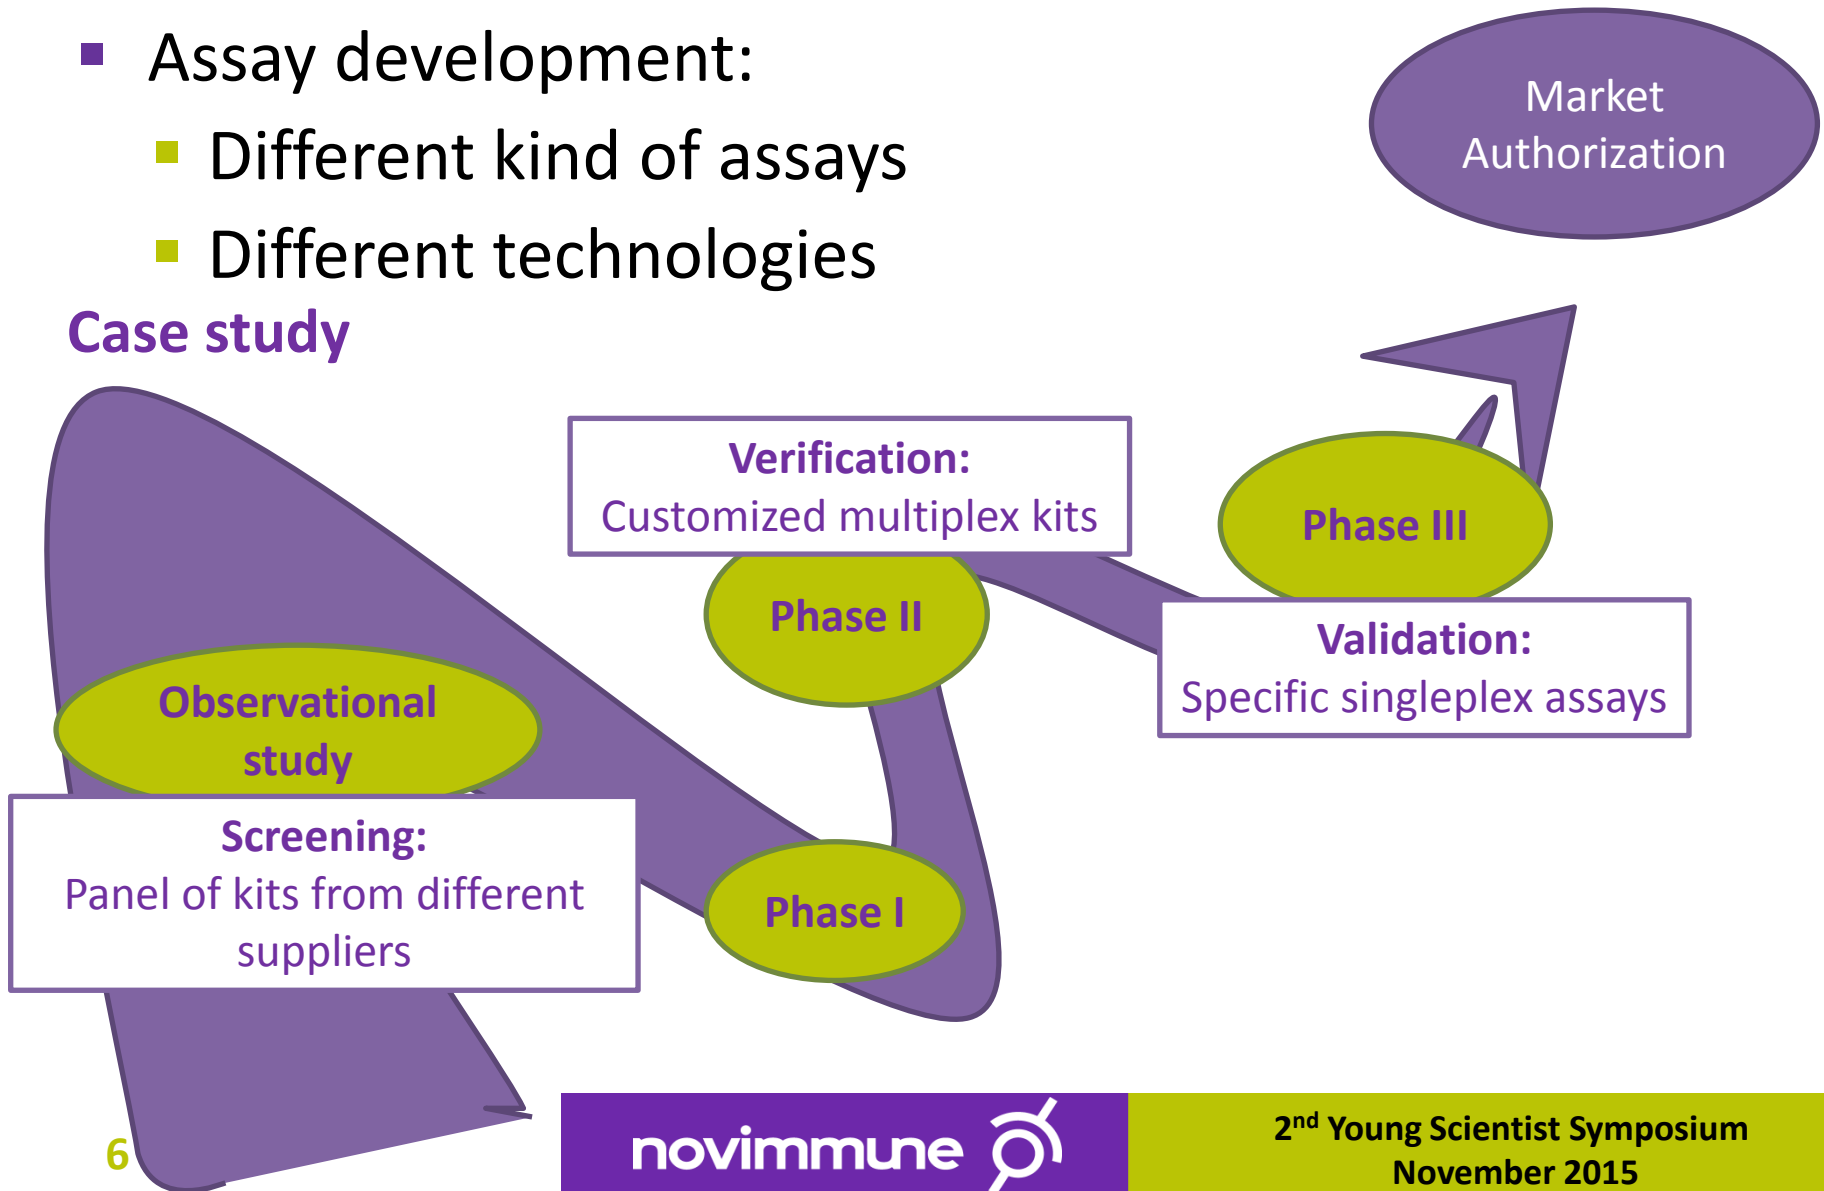 Assay development:
Different kind of assays
Different technologies
Case study
Market
Authorization
Verification:
Customized multiplex kits
Phase III
Phase II
Validation:
Specific singleplex assays
Observational
study
Screening:
Panel of kits from different
suppliers
Phase I
6
novimmune
2nd Young Scientist Symposium
November 2015